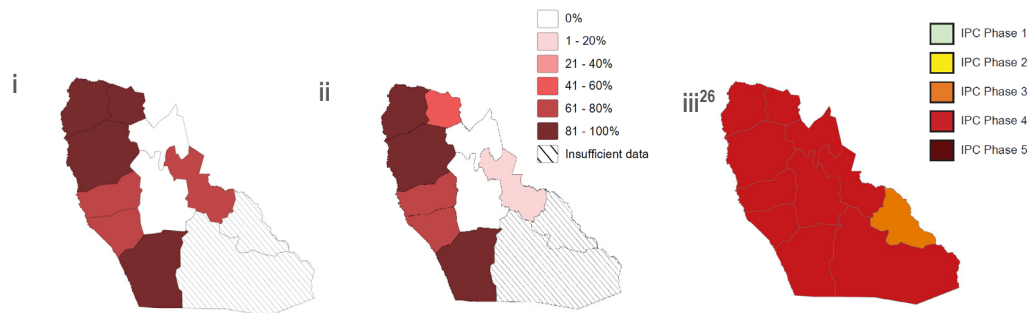 i
ii
0%
1 - 20%
21 - 40%
41 - 60%
61 - 80%
81 - 100%
Insufficient data
iii26
IPC Phase 1
IPC Phase 2
IPC Phase 3
IPC Phase 4
IPC Phase 5